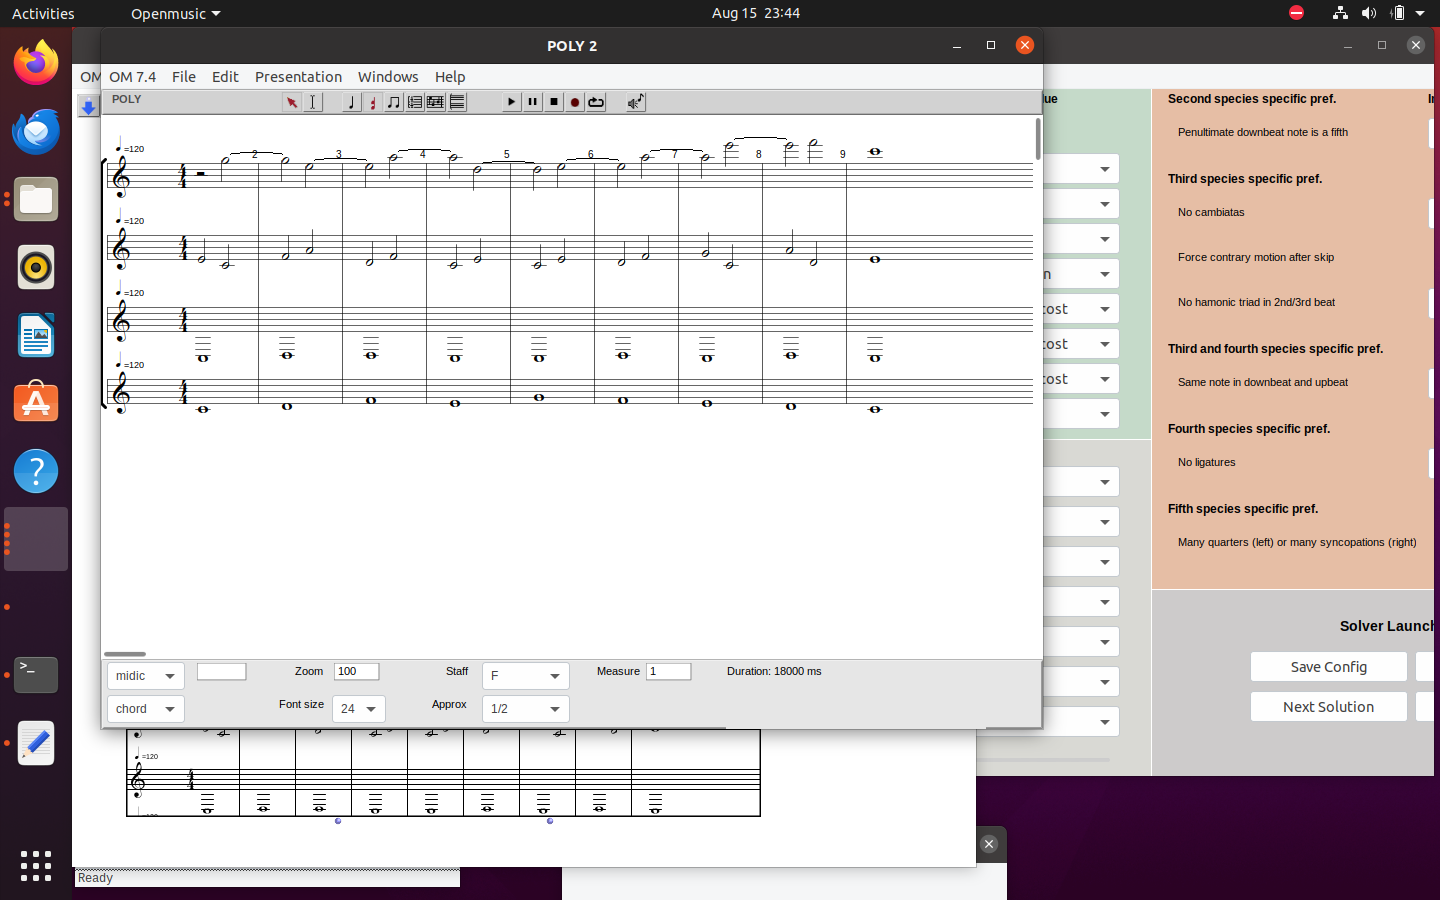 Activities
Openmusic
Aug 15 23:44
POLY 2
OM
OM 7.4 File Edit Presentation Windows Help
POLY
=120
2 3 4 5 6 7 8 9
=120
=120
=120
midic
Zoom 100
Staff F
Measure 1
Duration: 18000 ms
chord
Font size 24
Approx 1/2
=120
Ready
lue
n
cost
cost
cost
Second species specific pref.
Penultimate downbeat note is a fifth
Third species specific pref.
No cambiatas
Force contrary motion after skip
No hamonic triad in 2nd/3rd beat
Third and fourth species specific pref.
Same note in downbeat and upbeat
Fourth species specific pref.
No ligatures
Fifth species specific pref.
Many quarters (left) or many syncopations (right)
Solver Launch
Save Config
Next Solution